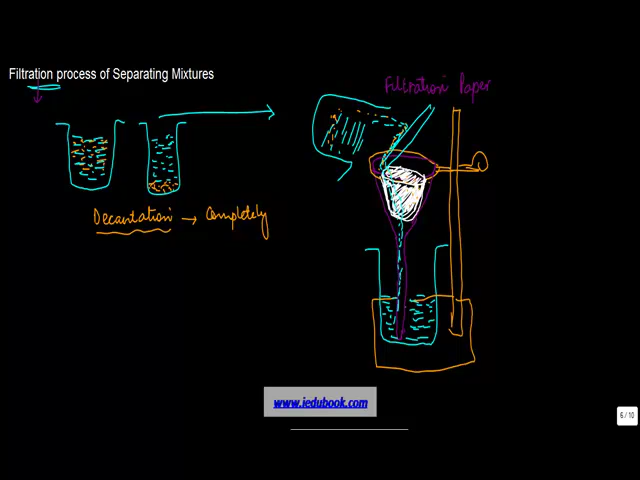 Filtration process of Separating Mixtures
Filtration Paper
Decantation → Completely
www.iedubook.com
6 / 10